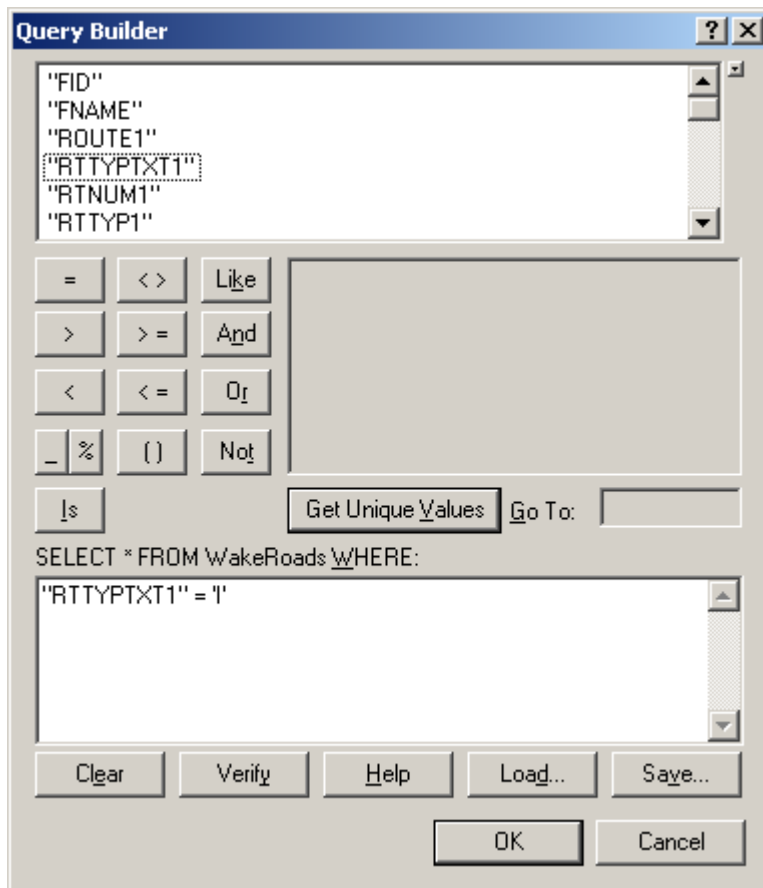 Query Builder
"FID"
"FNAME"
"ROUTE1"
"RTTYPTXT1"
"RTNUM1"
"RTTYP1"
= < > Like
> > = And
< < = Or
_ % ( ) Not
Is Get Unique Values Go To:
SELECT * FROM WakeRoads WHERE:
"RTTYPTXT1" = 'I'
Clear Verify Help Load... Save...
OK Cancel